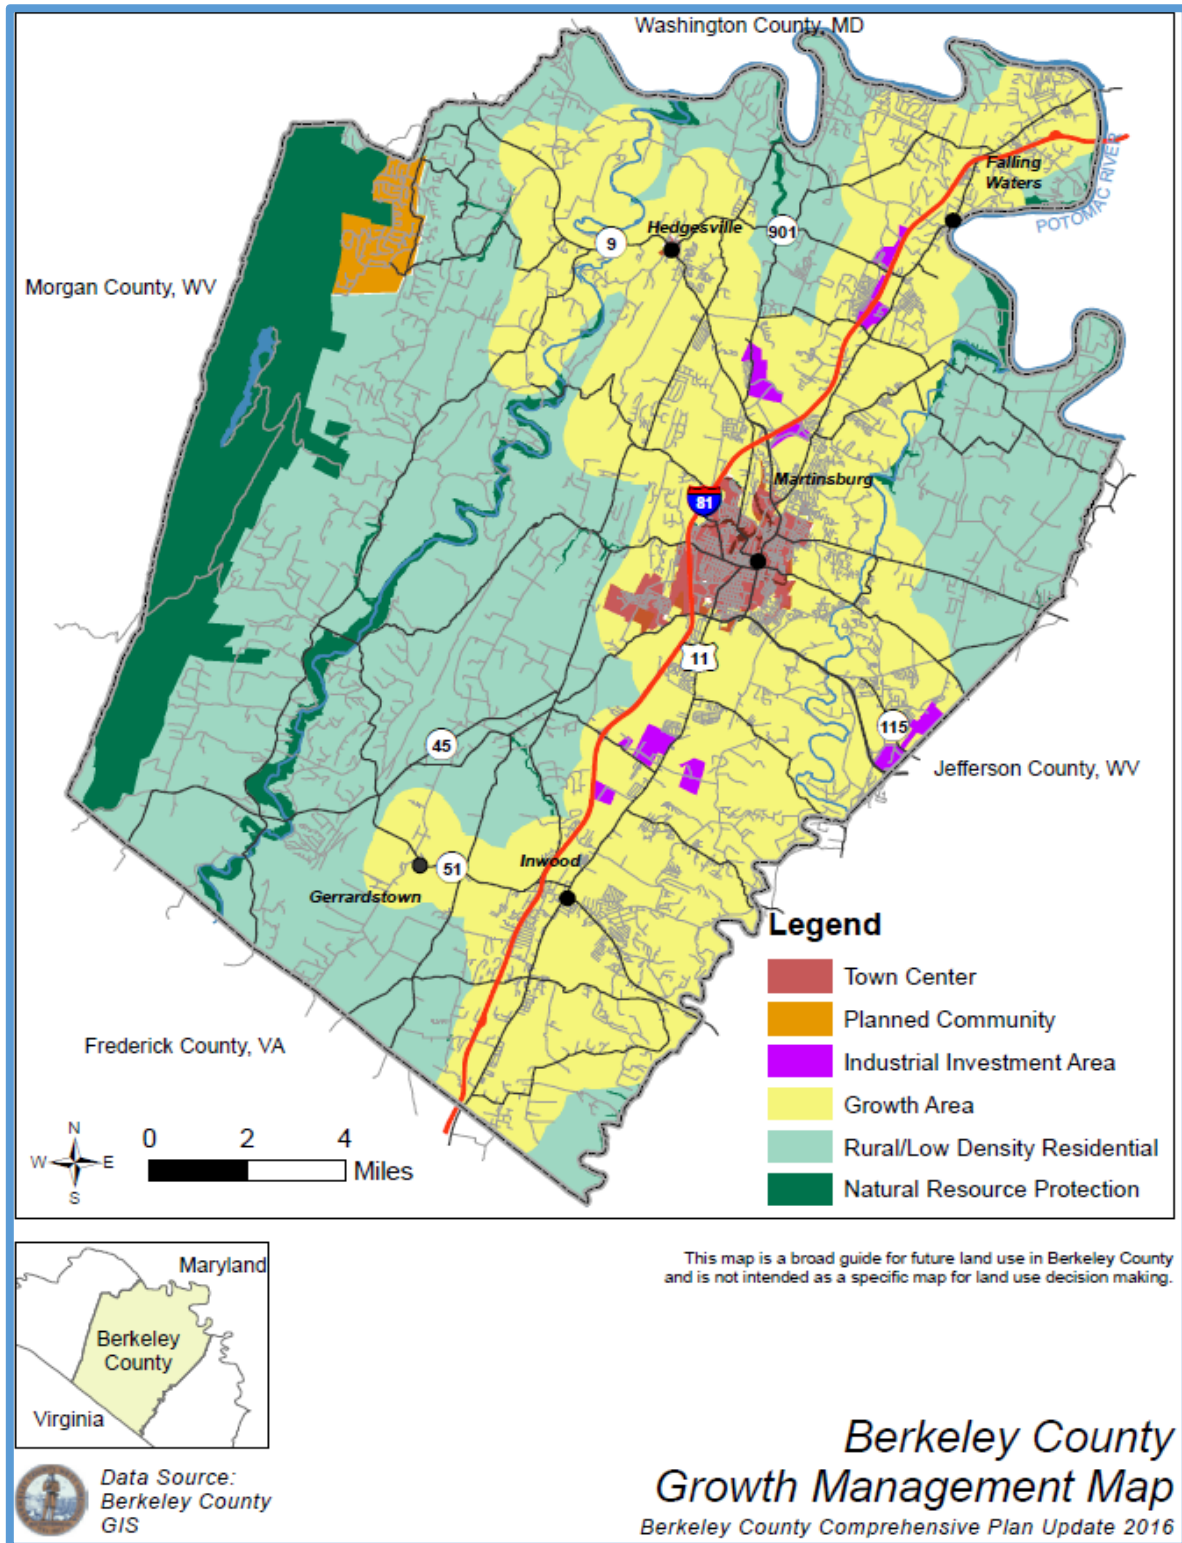 Washington County, MD
Falling
Waters
POTOMAC RIVER
Hedgesville
901
9
Morgan County, WV
Martinsburg
81
11
115
45
Jefferson County, WV
51
Inwood
Gerrardstown
Legend
Town Center
Planned Community
Industrial Investment Area
Growth Area
Rural/Low Density Residential
Natural Resource Protection
Frederick County, VA
N
W E
S
0 2 4
Miles
This map is a broad guide for future land use in Berkeley County
and is not intended as a specific map for land use decision making.
Maryland
Berkeley
County
Virginia
Data Source:
Berkeley County
GIS
Berkeley County
Growth Management Map
Berkeley County Comprehensive Plan Update 2016